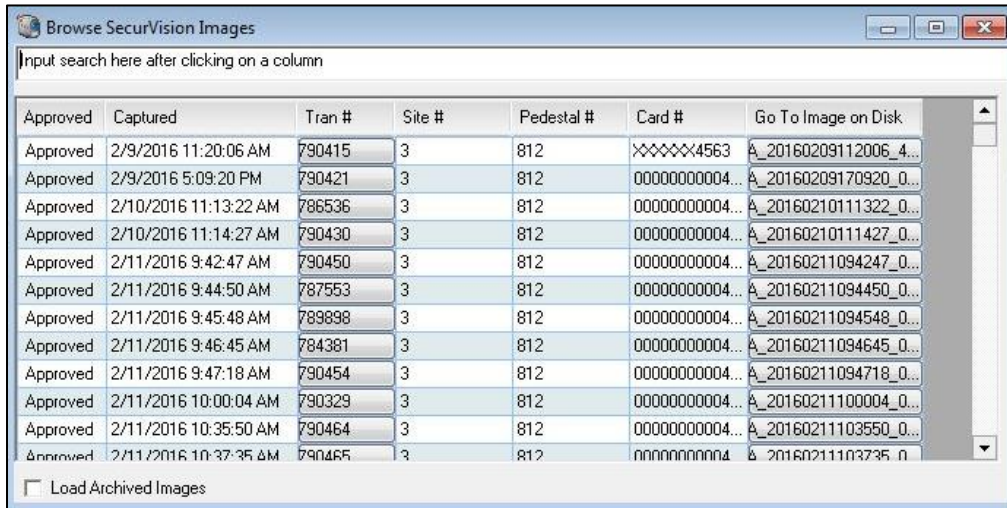 Browse SecurVision Images
Input search here after clicking on a column
Approved Captured Tran # Site # Pedestal # Card # Go To Image on Disk
Approved 2/9/2016 11:20:06 AM 790415 3 812 XXXXXX4563 A_20160209112006_4...
Approved 2/9/2016 5:09:20 PM 790421 3 812 00000000004... A_20160209170920_0...
Approved 2/10/2016 11:13:22 AM 786536 3 812 00000000004... A_20160210111322_0...
Approved 2/10/2016 11:14:27 AM 790430 3 812 00000000004... A_20160210111427_0...
Approved 2/11/2016 9:42:47 AM 790450 3 812 00000000004... A_20160211094247_0...
Approved 2/11/2016 9:44:50 AM 787553 3 812 00000000004... A_20160211094450_0...
Approved 2/11/2016 9:45:48 AM 789898 3 812 00000000004... A_20160211094548_0...
Approved 2/11/2016 9:46:45 AM 784381 3 812 00000000004... A_20160211094645_0...
Approved 2/11/2016 9:47:18 AM 790454 3 812 00000000004... A_20160211094718_0...
Approved 2/11/2016 10:00:04 AM 790329 3 812 00000000004... A_20160211100004_0...
Approved 2/11/2016 10:35:50 AM 790464 3 812 00000000004... A_20160211103550_0...
Approved 2/11/2016 10:37:35 AM 790465 3 812 00000000004... A_20160211103735_0...
Load Archived Images